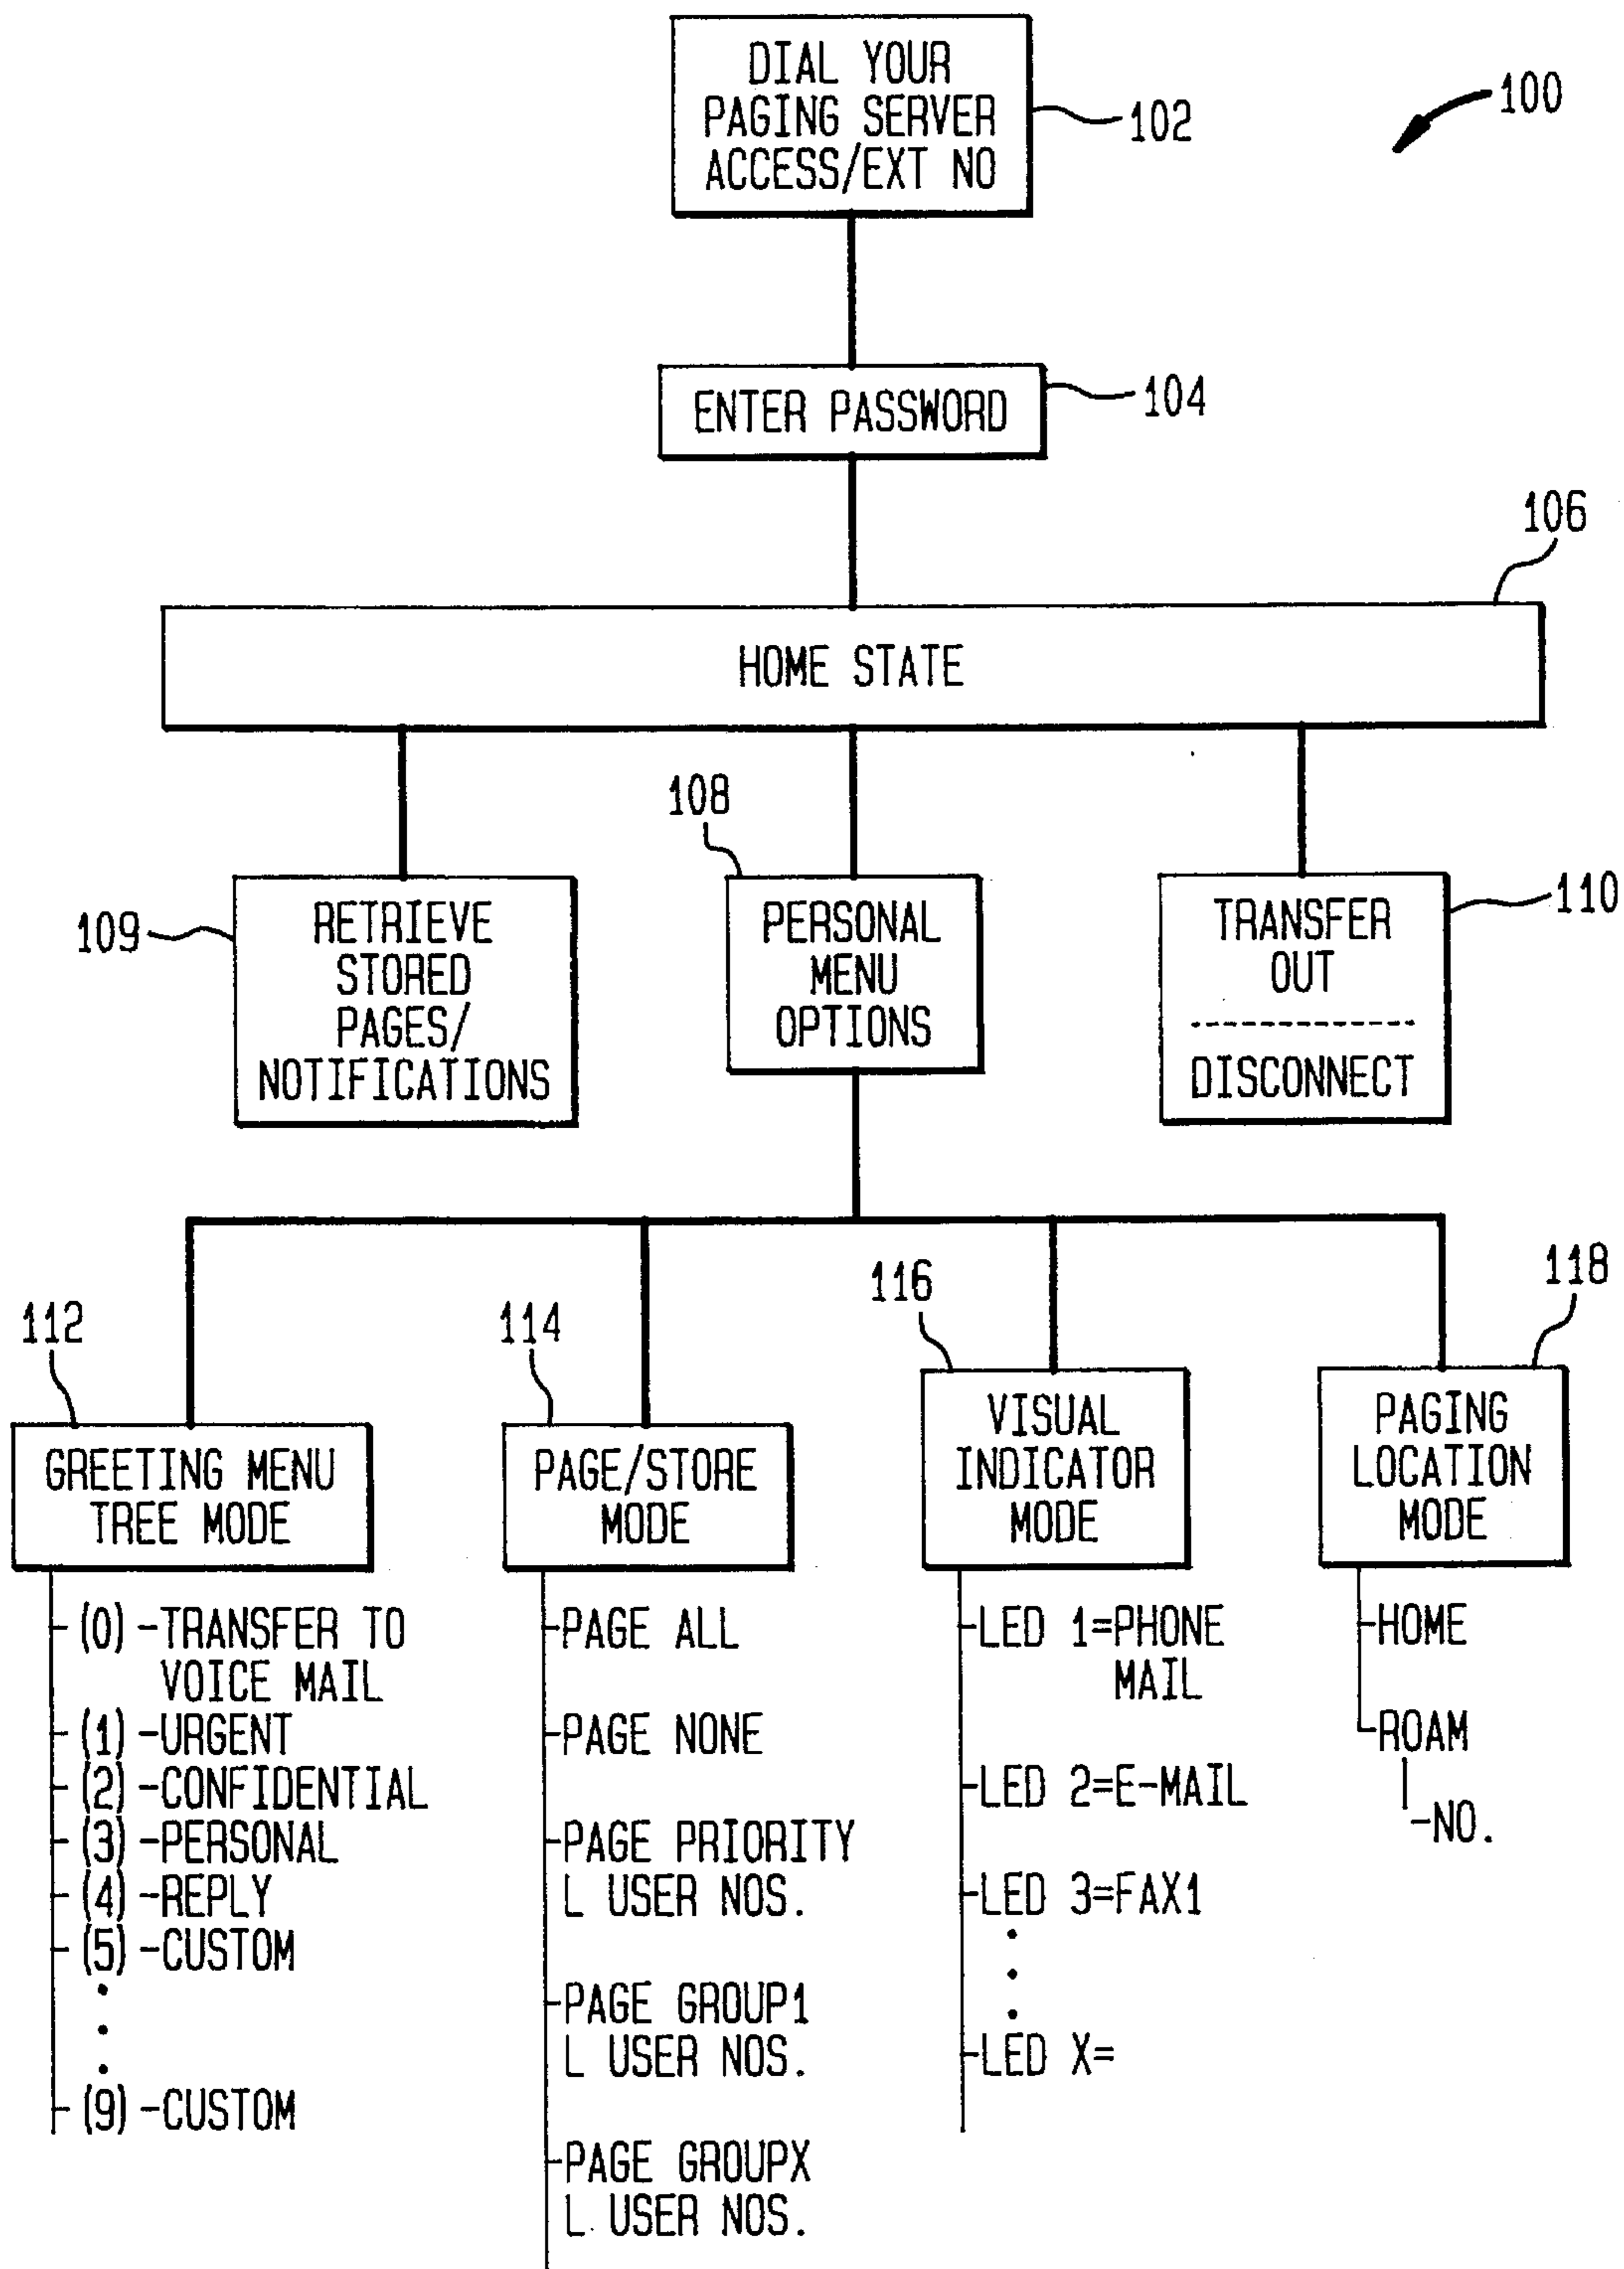 DIAL YOUR
PAGING SERVER
ACCESS/EXT NO
102
100
ENTER PASSWORD
104
106
HOME STATE
108
109
RETRIEVE
STORED
PAGES/
NOTIFICATIONS
PERSONAL
MENU
OPTIONS
TRANSFER
OUT
DISCONNECT
110
112
GREETING MENU
TREE MODE
(0)-TRANSFER TO
VOICE MAIL
(1)-URGENT
(2)-CONFIDENTIAL
(3)-PERSONAL
(4)-REPLY
(5)-CUSTOM
(9)-CUSTOM
114
PAGE/STORE
MODE
PAGE ALL
PAGE NONE
PAGE PRIORITY
L USER NOS.
PAGE GROUP1
L USER NOS.
PAGE GROUPX
L USER NOS.
116
VISUAL
INDICATOR
MODE
LED 1=PHONE
MAIL
LED 2=E-MAIL
LED 3=FAX1
LED X=
118
PAGING
LOCATION
MODE
HOME
ROAM
-NO.